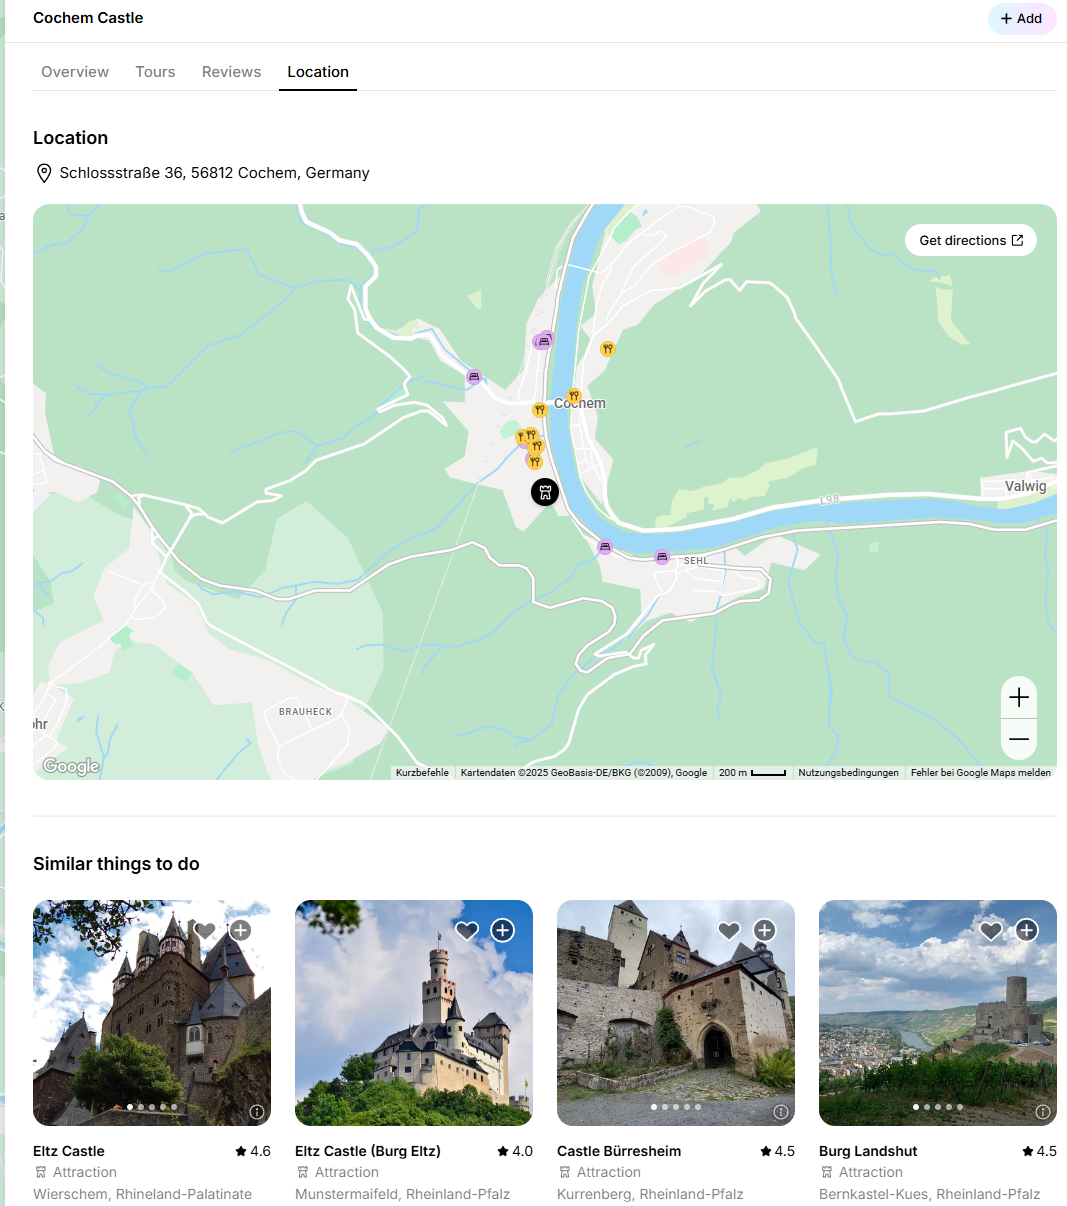 Cochem Castle
Add
Overview Tours Reviews Location
Location
Schlossstraße 36, 56812 Cochem, Germany
Get directions
Cochem
L98
Valwig
SEHL
BRAUHECK
ohr
Google
Kurzbefehle Kartendaten ©2025 GeoBasis-DE/BKG (©2009), Google 200 m Nutzungsbedingungen Fehler bei Google Maps melden
Similar things to do
Eltz Castle 4.6
Attraction
Wierschem, Rhineland-Palatinate
Eltz Castle (Burg Eltz) 4.0
Attraction
Munstermaifeld, Rheinland-Pfalz
Castle Bürresheim 4.5
Attraction
Kurrenberg, Rheinland-Pfalz
Burg Landshut 4.5
Attraction
Bernkastel-Kues, Rheinland-Pfalz